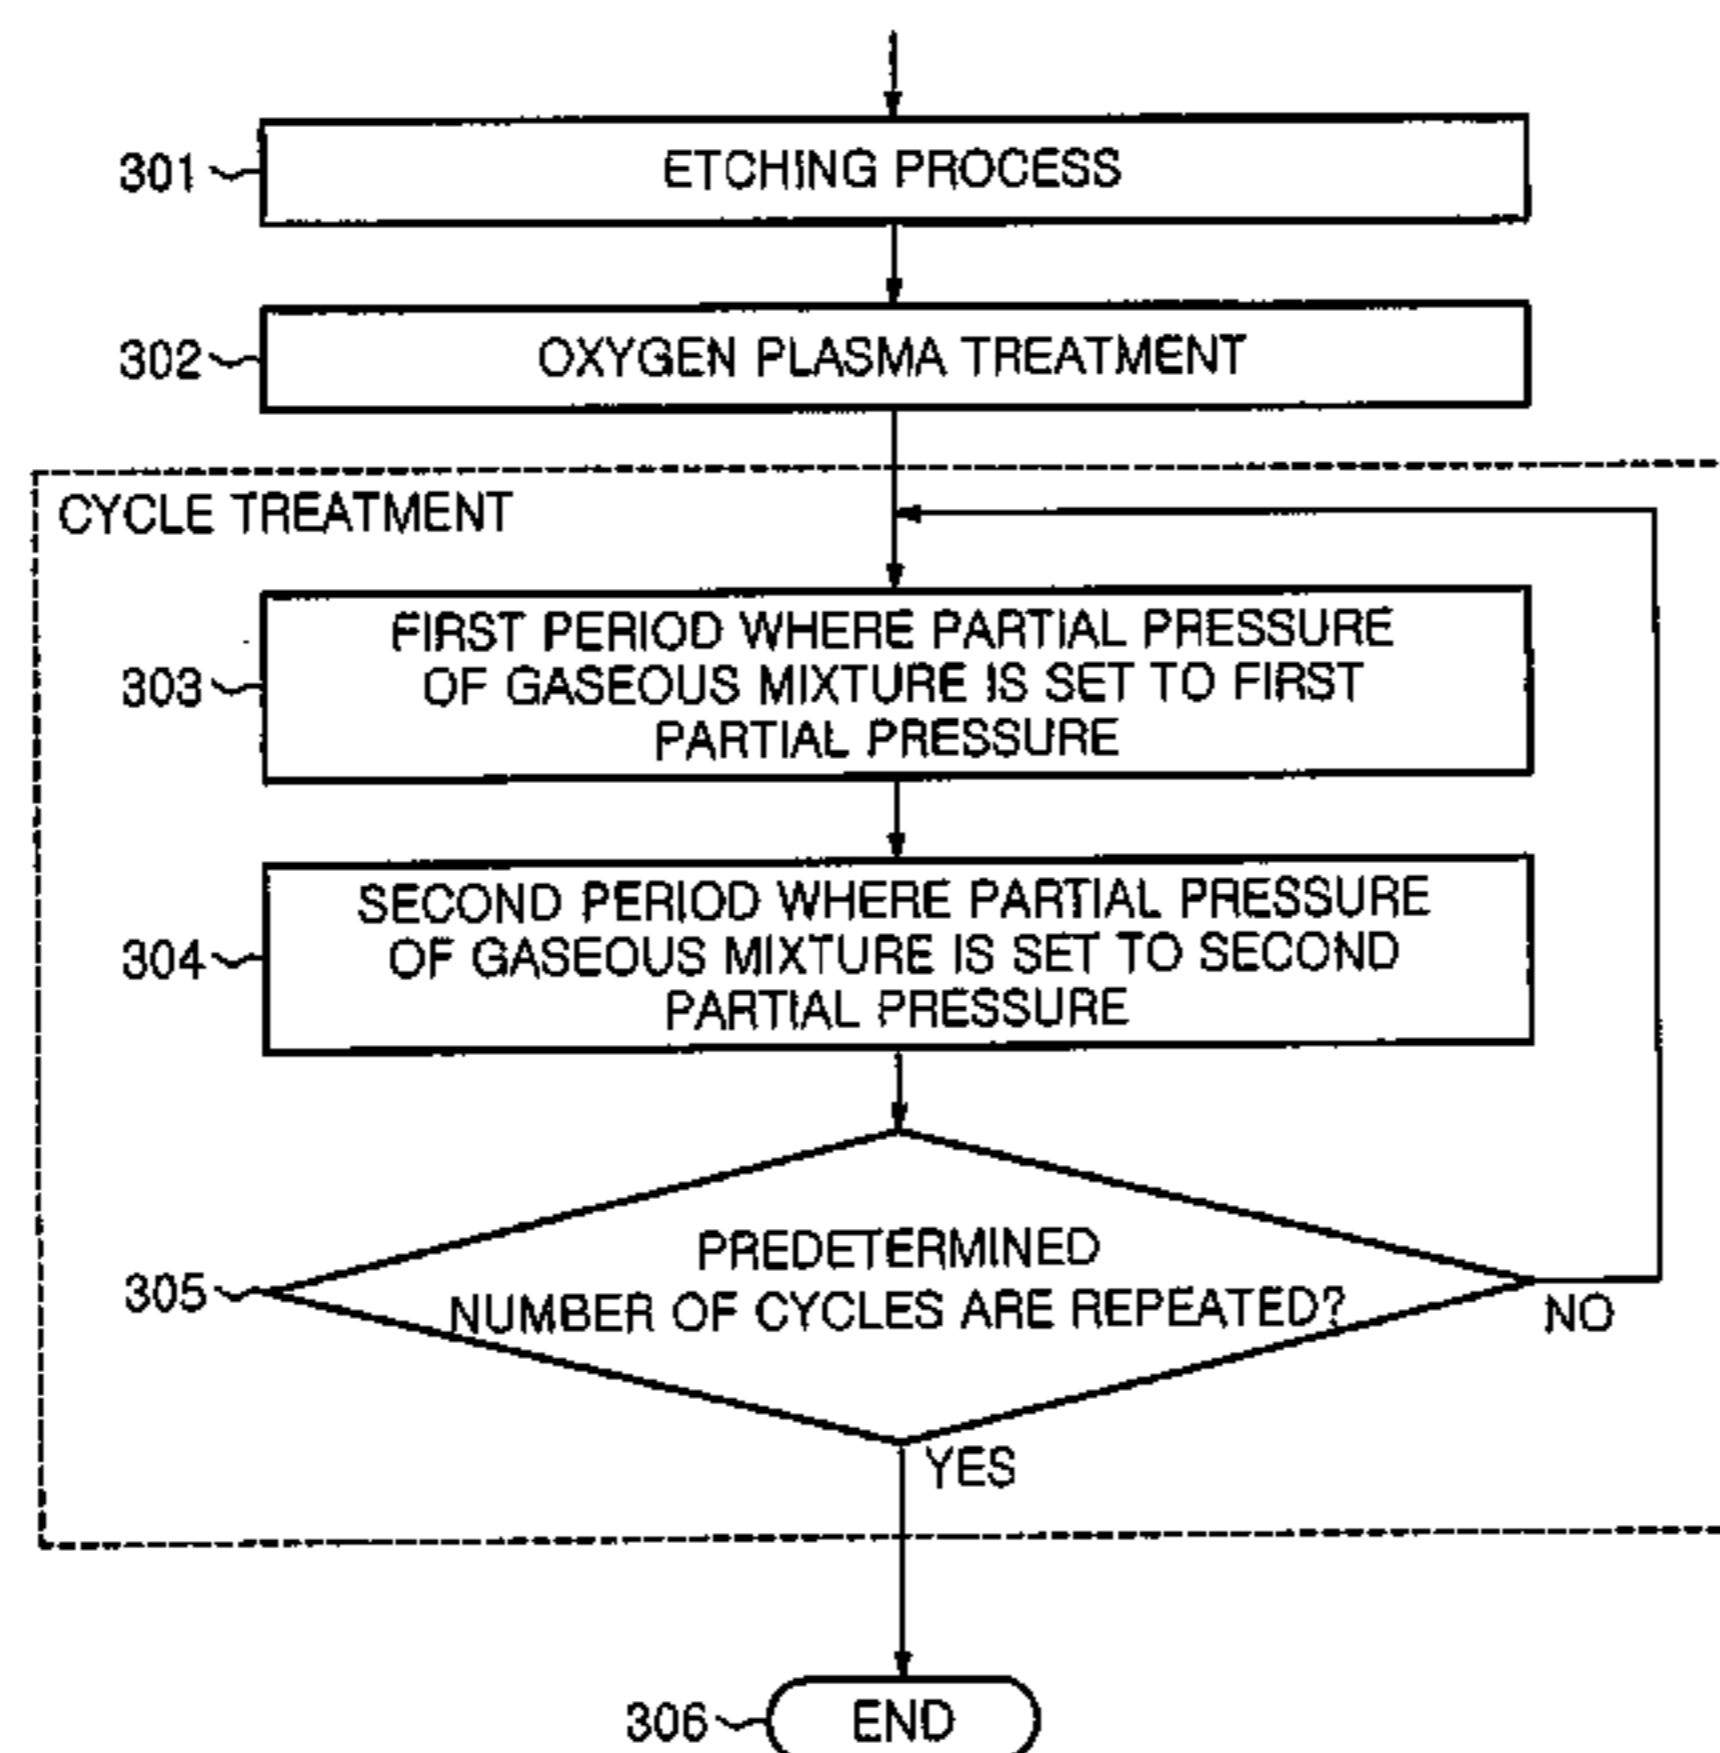 301
ETCHING PROCESS
302
OXYGEN PLASMA TREATMENT
CYCLE TREATMENT
303
FIRST PERIOD WHERE PARTIAL PRESSURE
OF GASEOUS MIXTURE IS SET TO FIRST
PARTIAL PRESSURE
304
SECOND PERIOD WHERE PARTIAL PRESSURE
OF GASEOUS MIXTURE IS SET TO SECOND
PARTIAL PRESSURE
305
PREDETERMINED
NUMBER OF CYCLES ARE REPEATED?
NO
YES
306
END